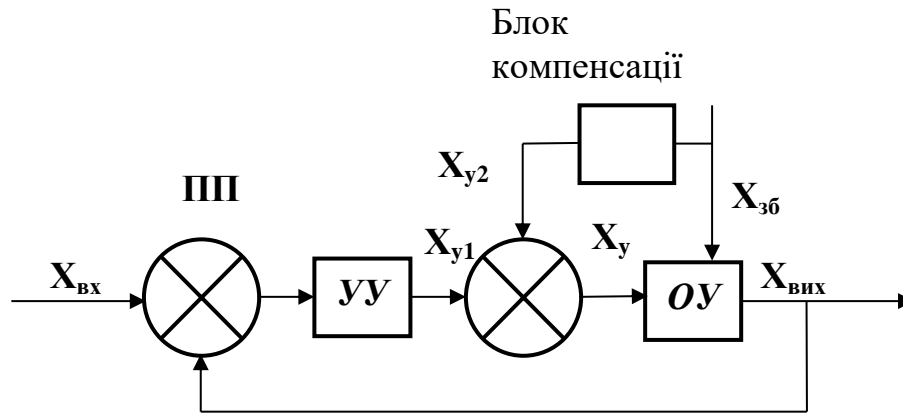 Блок
компенсації
Xу2
ПП
Xзб
Xвх
Xу1
Xу
Xвих
УУ
ОУ